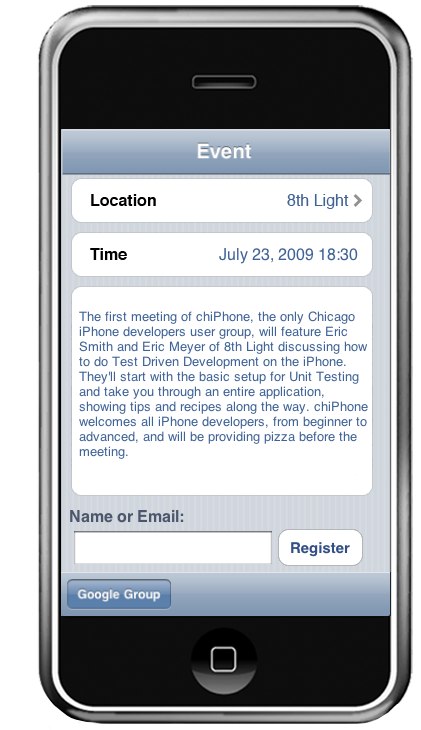 Event
Location 8th Light
Time July 23, 2009 18:30
The first meeting of chiPhone, the only Chicago
iPhone developers user group, will feature Eric
Smith and Eric Meyer of 8th Light discussing how
to do Test Driven Development on the iPhone.
They'll start with the basic setup for Unit Testing
and take you through an entire application,
showing tips and recipes along the way. chiPhone
welcomes all iPhone developers, from beginner to
advanced, and will be providing pizza before the
meeting.
Name or Email:
Register
Google Group